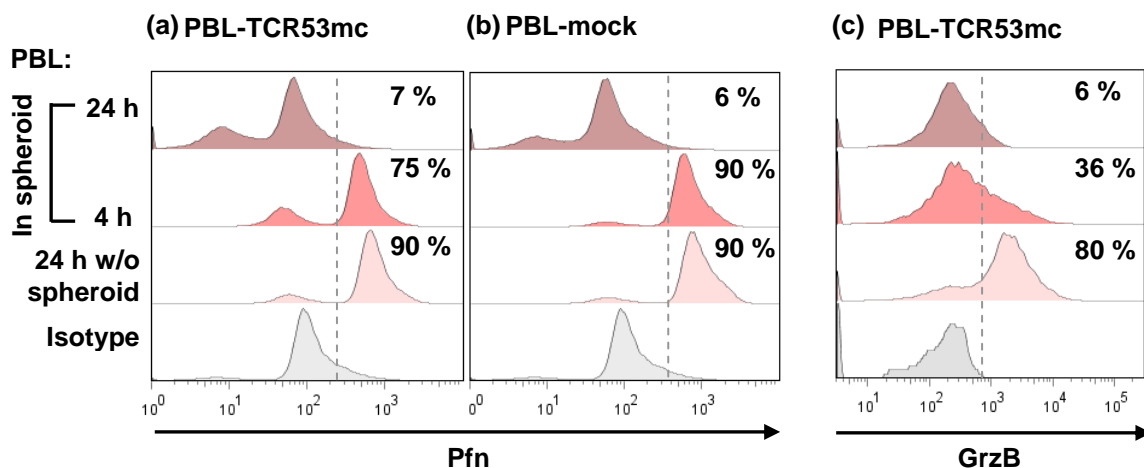 (a) PBL-TCR53mc
(b) PBL-mock
(c) PBL-TCR53mc
PBL:
In spheroid
24 h
7 %
6 %
6 %
4 h
75 %
90 %
36 %
24 h w/o
spheroid
90 %
90 %
80 %
Isotype
10^0 10^1 10^2 10^3
10^0 10^1 10^2 10^3
10^1 10^2 10^3 10^4 10^5
Pfn
GrzB